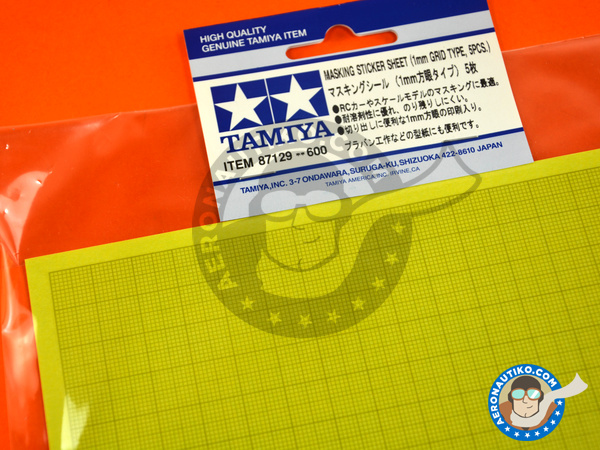 HIGH QUALITY
GENUINE TAMIYA ITEM
MASKING STICKER SHEET (1mm GRID TYPE, 5PCS.)
マスキングシール (1mm方眼タイプ) 5枚
●RCカーやスケールモデルのマスキングに最適。
●耐溶剤性に優れ、のり残りしにくい。
●切り出しに便利な1mm方眼の印刷入り。
プラバン工作などの型紙にも便利です。
TAMIYA
ITEM 87129 ** 600
TAMIYA, INC. 3-7 ONDAWARA, SURUGA-KU, SHIZUOKA 422-8610 JAPAN
TAMIYA AMERICA, INC. IRVINE, CA
AERONAUTIKO.COM